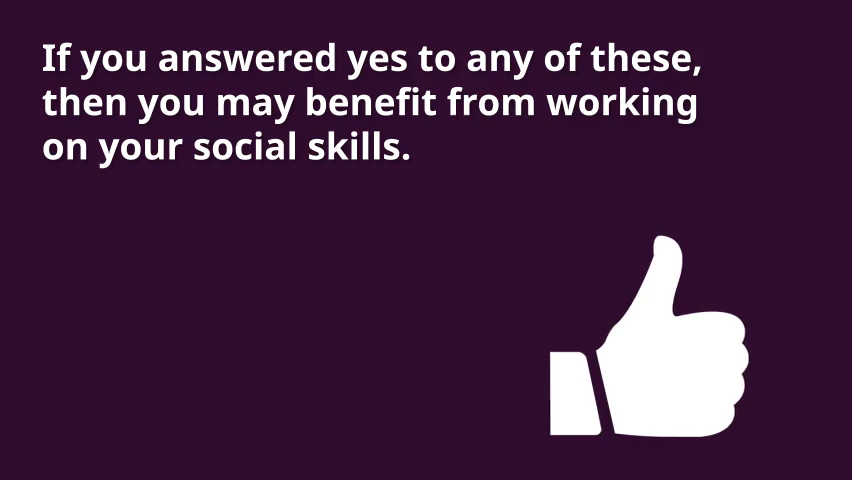 If you answered yes to any of these,
then you may benefit from working
on your social skills.